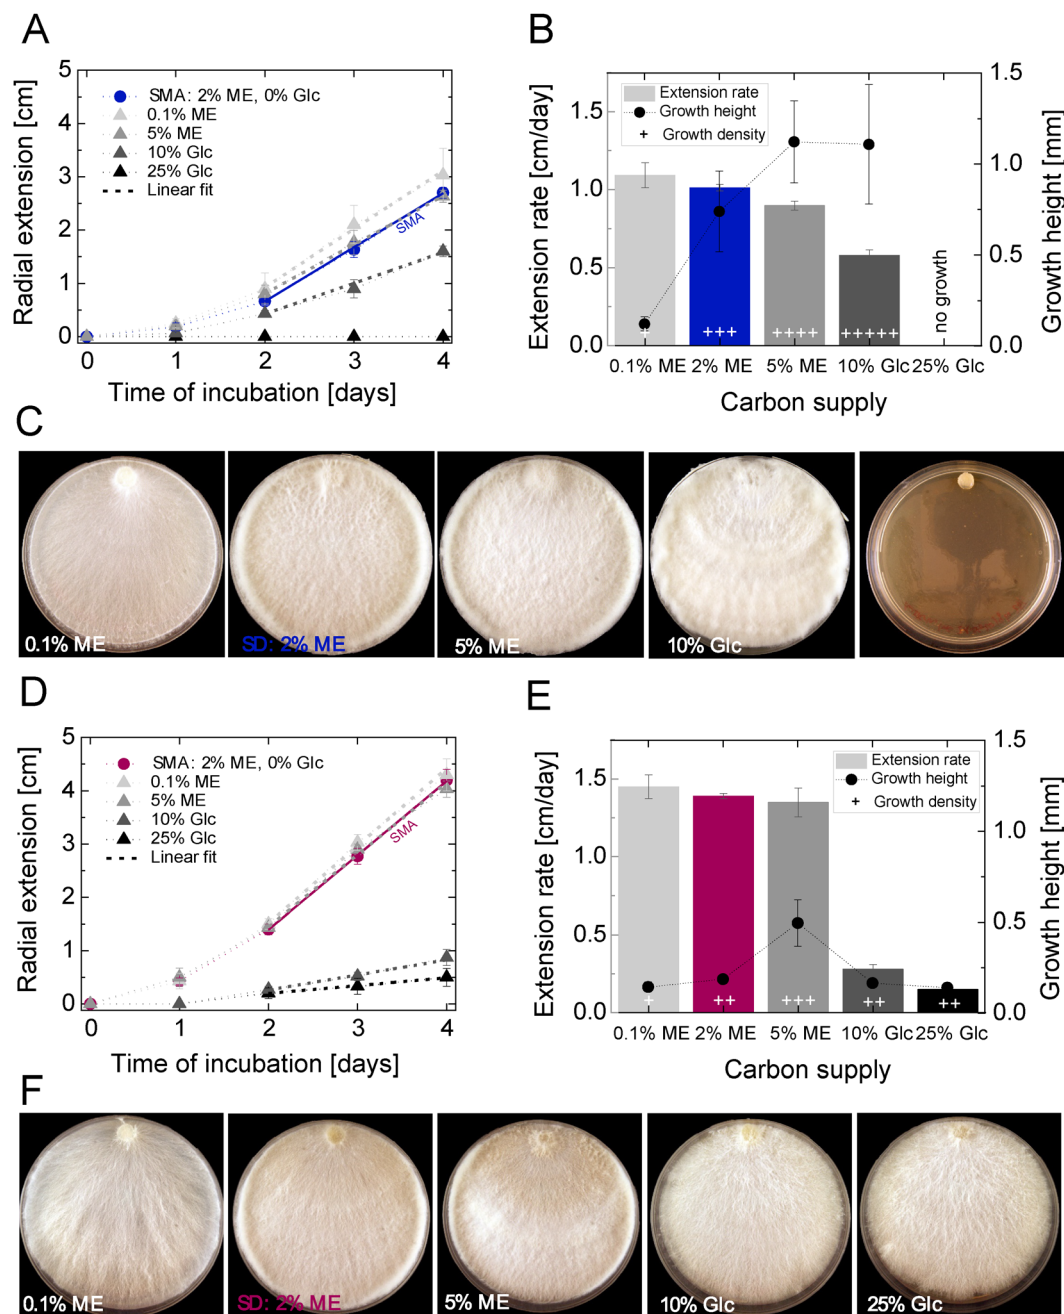 A
Radial extension [cm]
5
4
3
2
1
0
SMA: 2% ME, 0% Glc
0.1% ME
5% ME
10% Glc
25% Glc
Linear fit
SMA
0 1 2 3 4
Time of incubation [days]
B
Extension rate [cm/day]
1.5
1.0
0.5
0.0
Extension rate
Growth height
+ Growth density
+
+++
++++
+++++
no growth
1.5
1.0
0.5
0.0
Growth height [mm]
0.1% ME 2% ME 5% ME 10% Glc 25% Glc
Carbon supply
C
0.1% ME
SD: 2% ME
5% ME
10% Glc
D
Radial extension [cm]
5
4
3
2
1
0
SMA: 2% ME, 0% Glc
0.1% ME
5% ME
10% Glc
25% Glc
Linear fit
SMA
0 1 2 3 4
Time of incubation [days]
E
Extension rate [cm/day]
1.5
1.0
0.5
0.0
Extension rate
Growth height
+ Growth density
+
++
+++
++
++
1.5
1.0
0.5
0.0
Growth height [mm]
0.1% ME 2% ME 5% ME 10% Glc 25% Glc
Carbon supply
F
0.1% ME
SD: 2% ME
5% ME
10% Glc
25% Glc